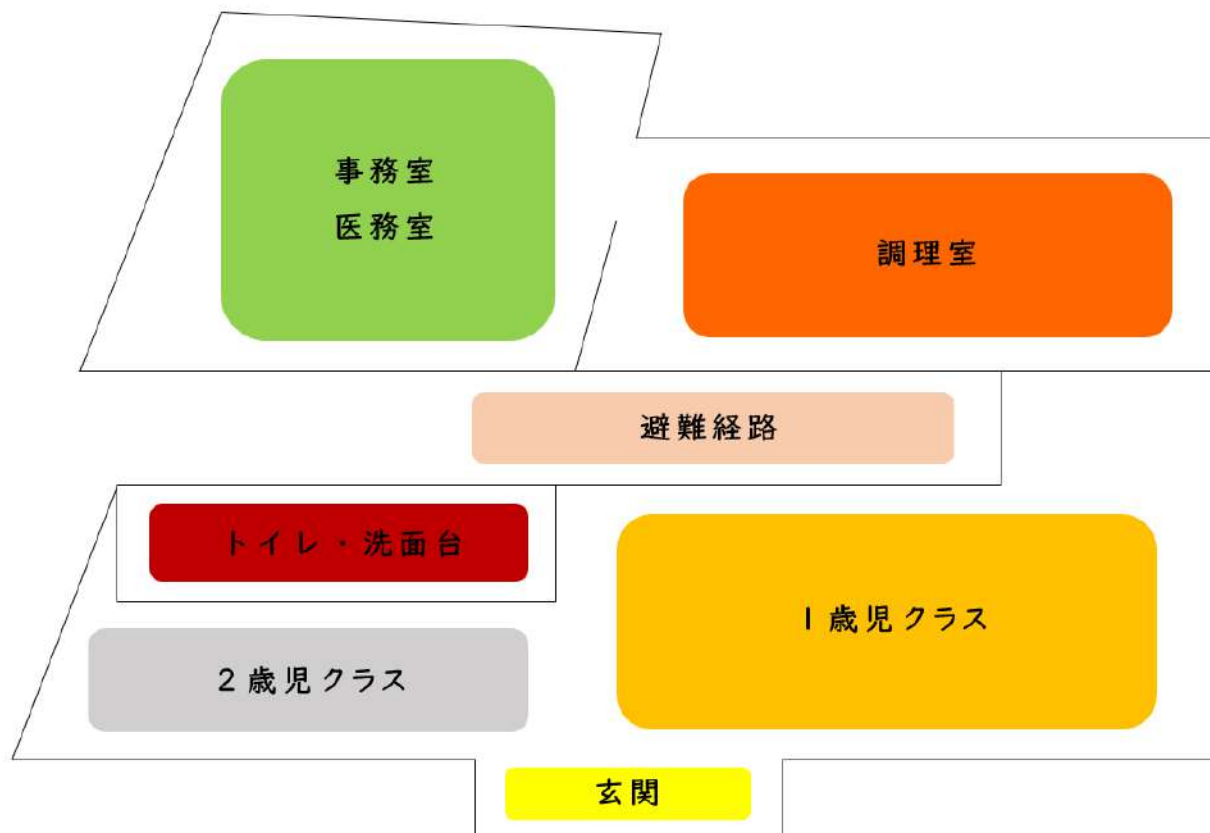 事務室
医務室
調理室
避難経路
トイレ・洗面台
1歳児クラス
2歳児クラス
玄関